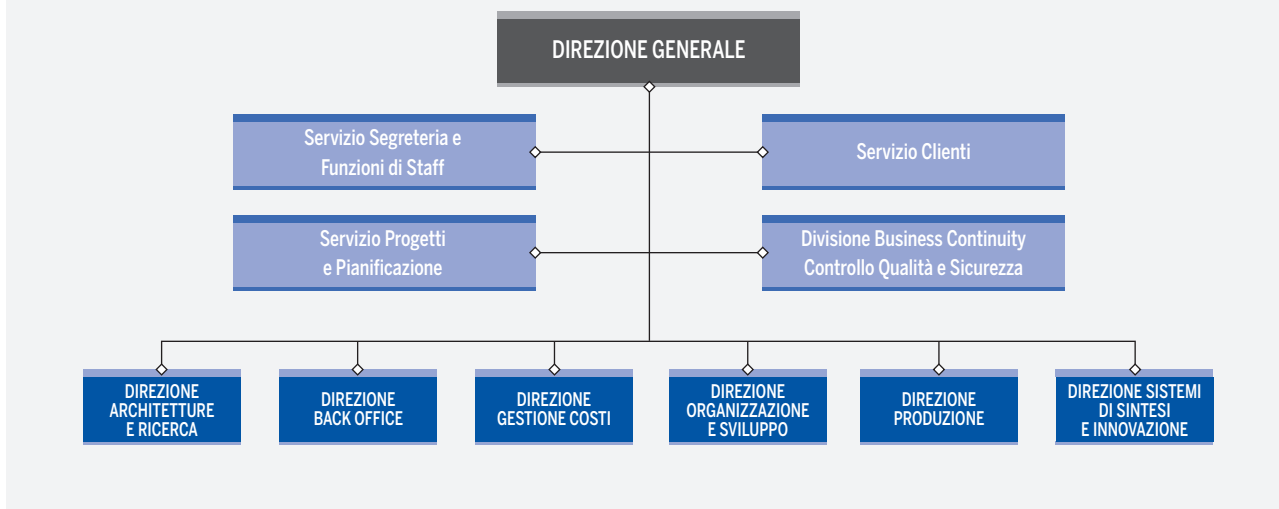 DIREZIONE GENERALE
Servizio Segreteria e
Funzioni di Staff
Servizio Clienti
Servizio Progetti
e Pianificazione
Divisione Business Continuity
Controllo Qualità e Sicurezza
DIREZIONE
ARCHITETTURE
E RICERCA
DIREZIONE
BACK OFFICE
DIREZIONE
GESTIONE COSTI
DIREZIONE
ORGANIZZAZIONE
E SVILUPPO
DIREZIONE
PRODUZIONE
DIREZIONE SISTEMI
DI SINTESI
E INNOVAZIONE